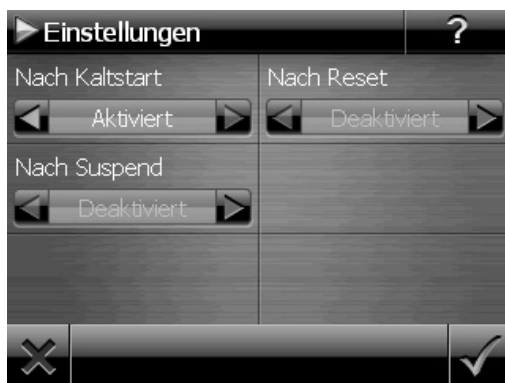 Einstellungen
?
Nach Kaltstart
Aktiviert
Nach Reset
Deaktiviert
Nach Suspend
Deaktiviert